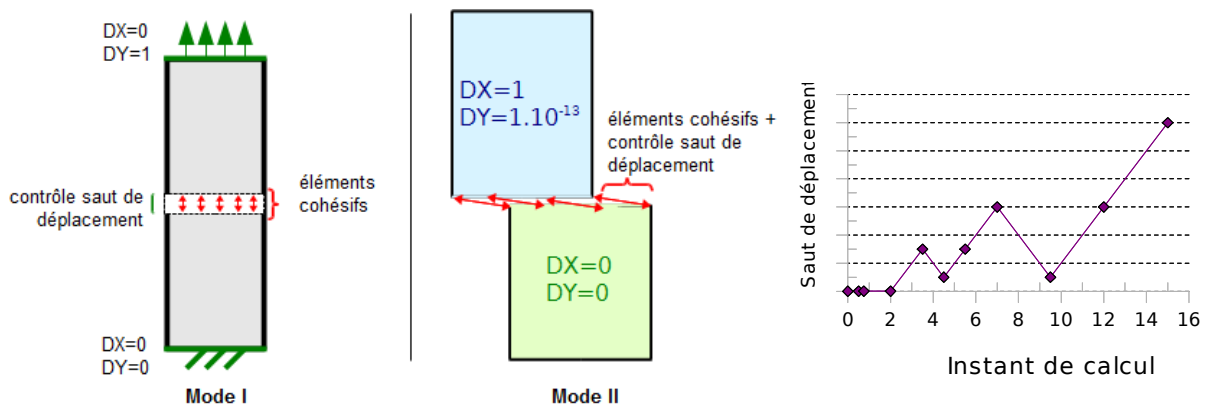 DX=0
DY=1
contrôle saut de
déplacement
éléments
cohésifs
DX=0
DY=0
Mode I
DX=1
DY=1.10⁻¹³
éléments cohésifs +
contrôle saut de
déplacement
DX=0
DY=0
Mode II
Saut de déplacement
0 2 4 6 8 10 12 14 16
Instant de calcul